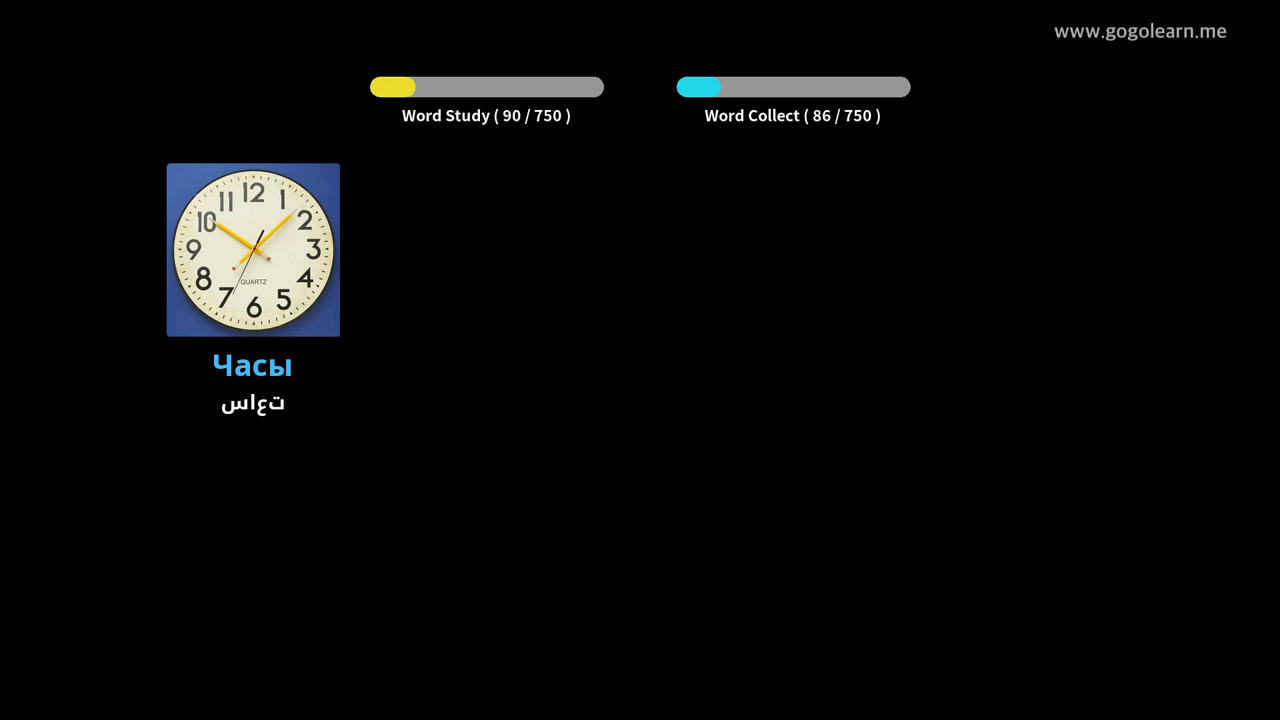 www.gogolearn.me
Word Study ( 90 / 750 )
Word Collect ( 86 / 750 )
12
11
1
10
2
9
3
8
4
7
5
6
QUARTZ
Часы
تعاس